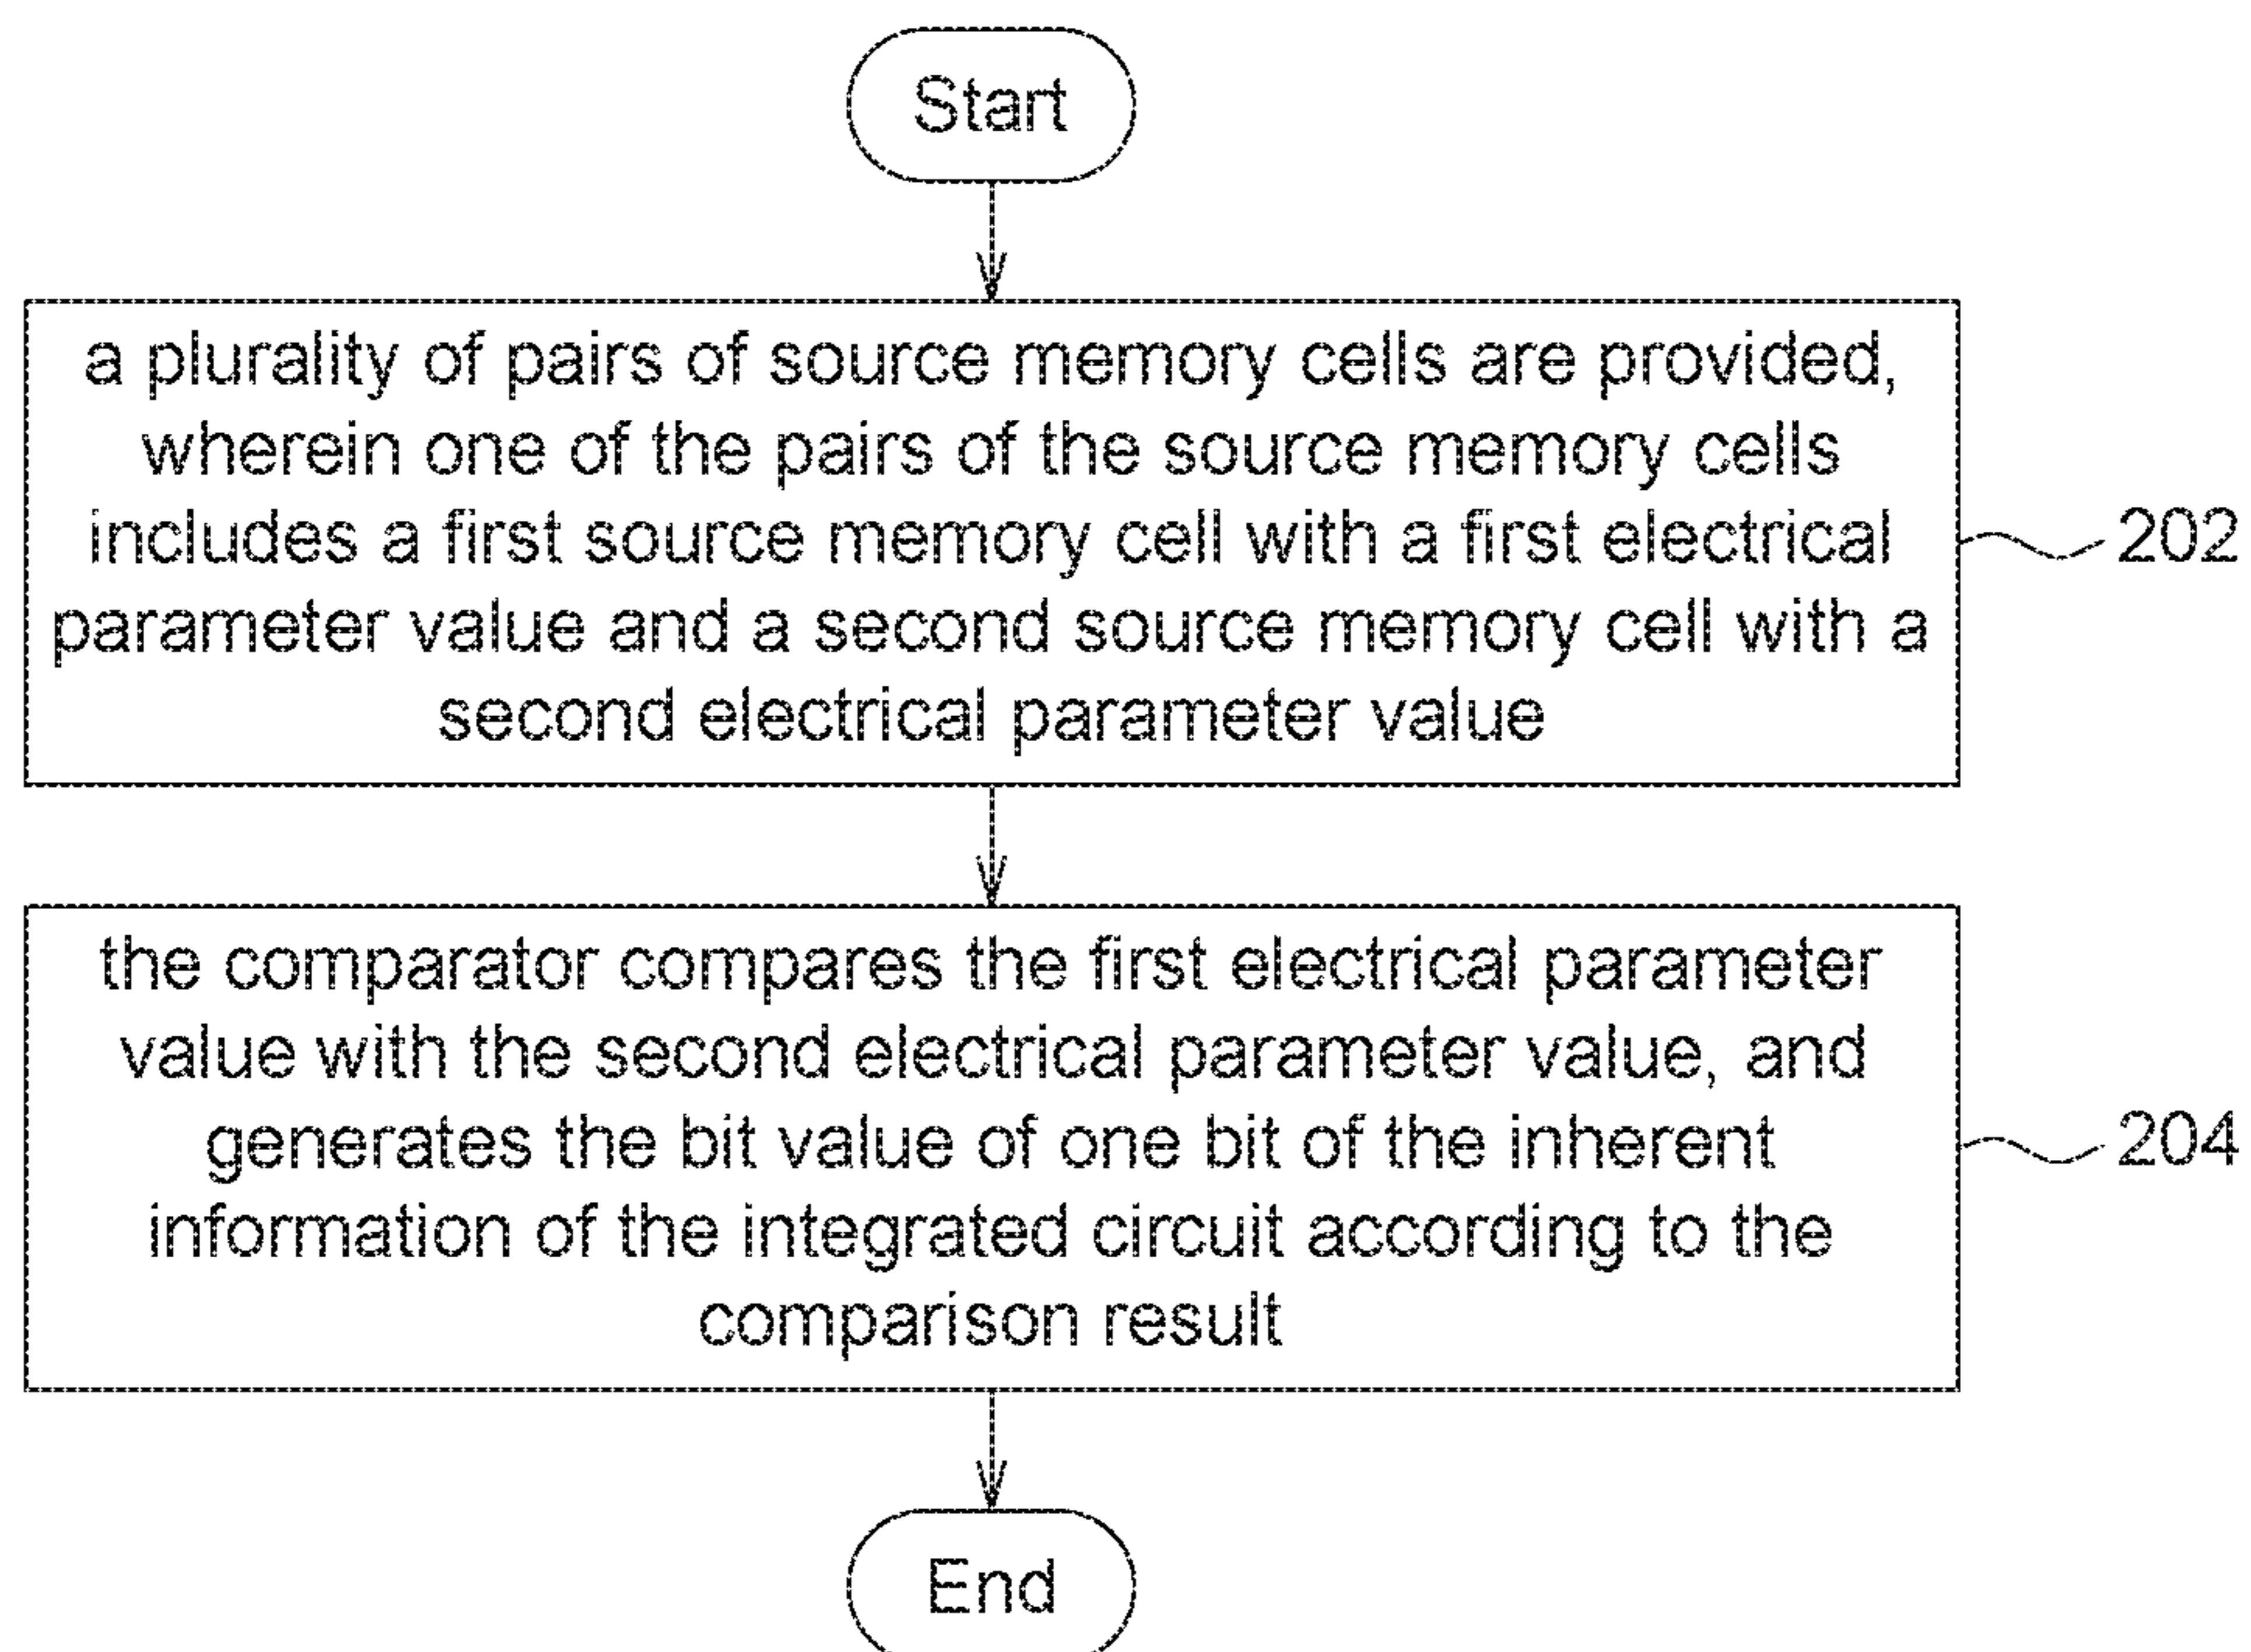 Start
a plurality of pairs of source memory cells are provided,
wherein one of the pairs of the source memory cells
includes a first source memory cell with a first electrical
parameter value and a second source memory cell with a
second electrical parameter value
202
the comparator compares the first electrical parameter
value with the second electrical parameter value, and
generates the bit value of one bit of the inherent
information of the integrated circuit according to the
comparison result
204
End